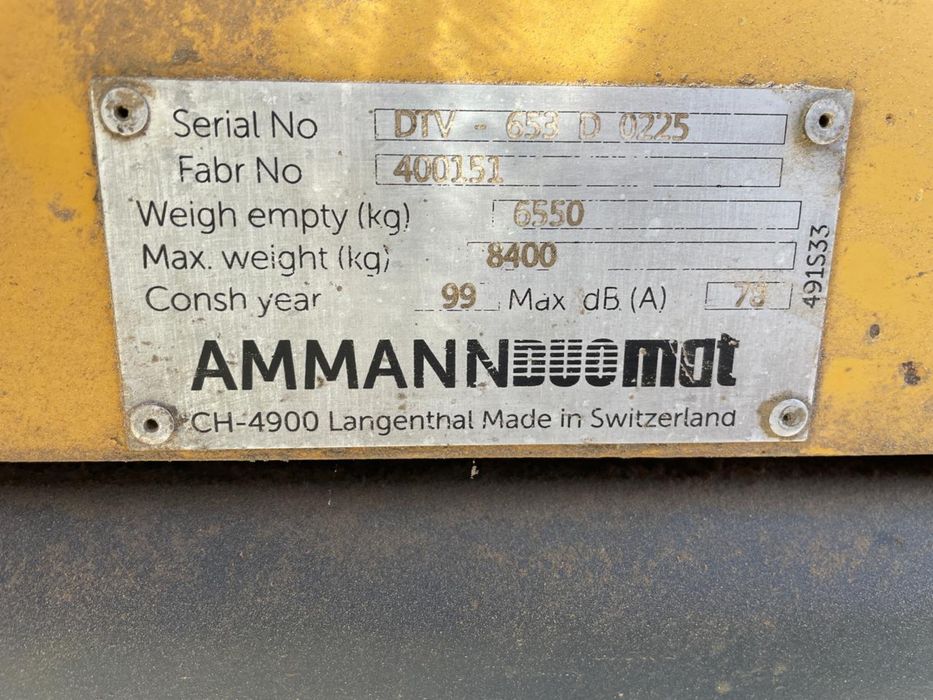 Serial No DTV - 653 D 0225
Fabr No 400151
Weigh empty (kg) 6550
Max. weight (kg) 8400
Consh year 99 Max dB (A) 78
491S33
AMMANN DUOmat
CH-4900 Langenthal Made in Switzerland